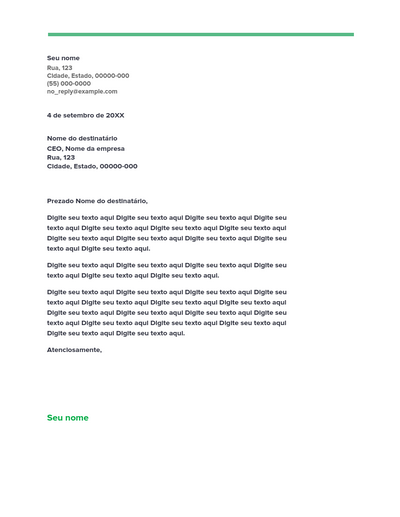 Seu nome
Rua, 123
Cidade, Estado, 00000-000
(55) 000-0000
no_reply@example.com
4 de setembro de 20XX
Nome do destinatário
CEO, Nome da empresa
Rua, 123
Cidade, Estado, 00000-000
Prezado Nome do destinatário,
Digite seu texto aqui Digite seu texto aqui Digite seu texto aqui Digite seu
texto aqui Digite seu texto aqui Digite seu texto aqui Digite seu texto aqui
Digite seu texto aqui Digite seu texto aqui Digite seu texto aqui Digite seu
texto aqui Digite seu texto aqui.
Digite seu texto aqui Digite seu texto aqui Digite seu texto aqui Digite seu
texto aqui Digite seu texto aqui Digite seu texto aqui.
Digite seu texto aqui Digite seu texto aqui Digite seu texto aqui Digite seu
texto aqui Digite seu texto aqui Digite seu texto aqui Digite seu texto aqui
Digite seu texto aqui Digite seu texto aqui Digite seu texto aqui Digite seu
texto aqui Digite seu texto aqui Digite seu texto aqui Digite seu texto aqui
Digite seu texto aqui Digite seu texto aqui.
Atenciosamente,
Seu nome